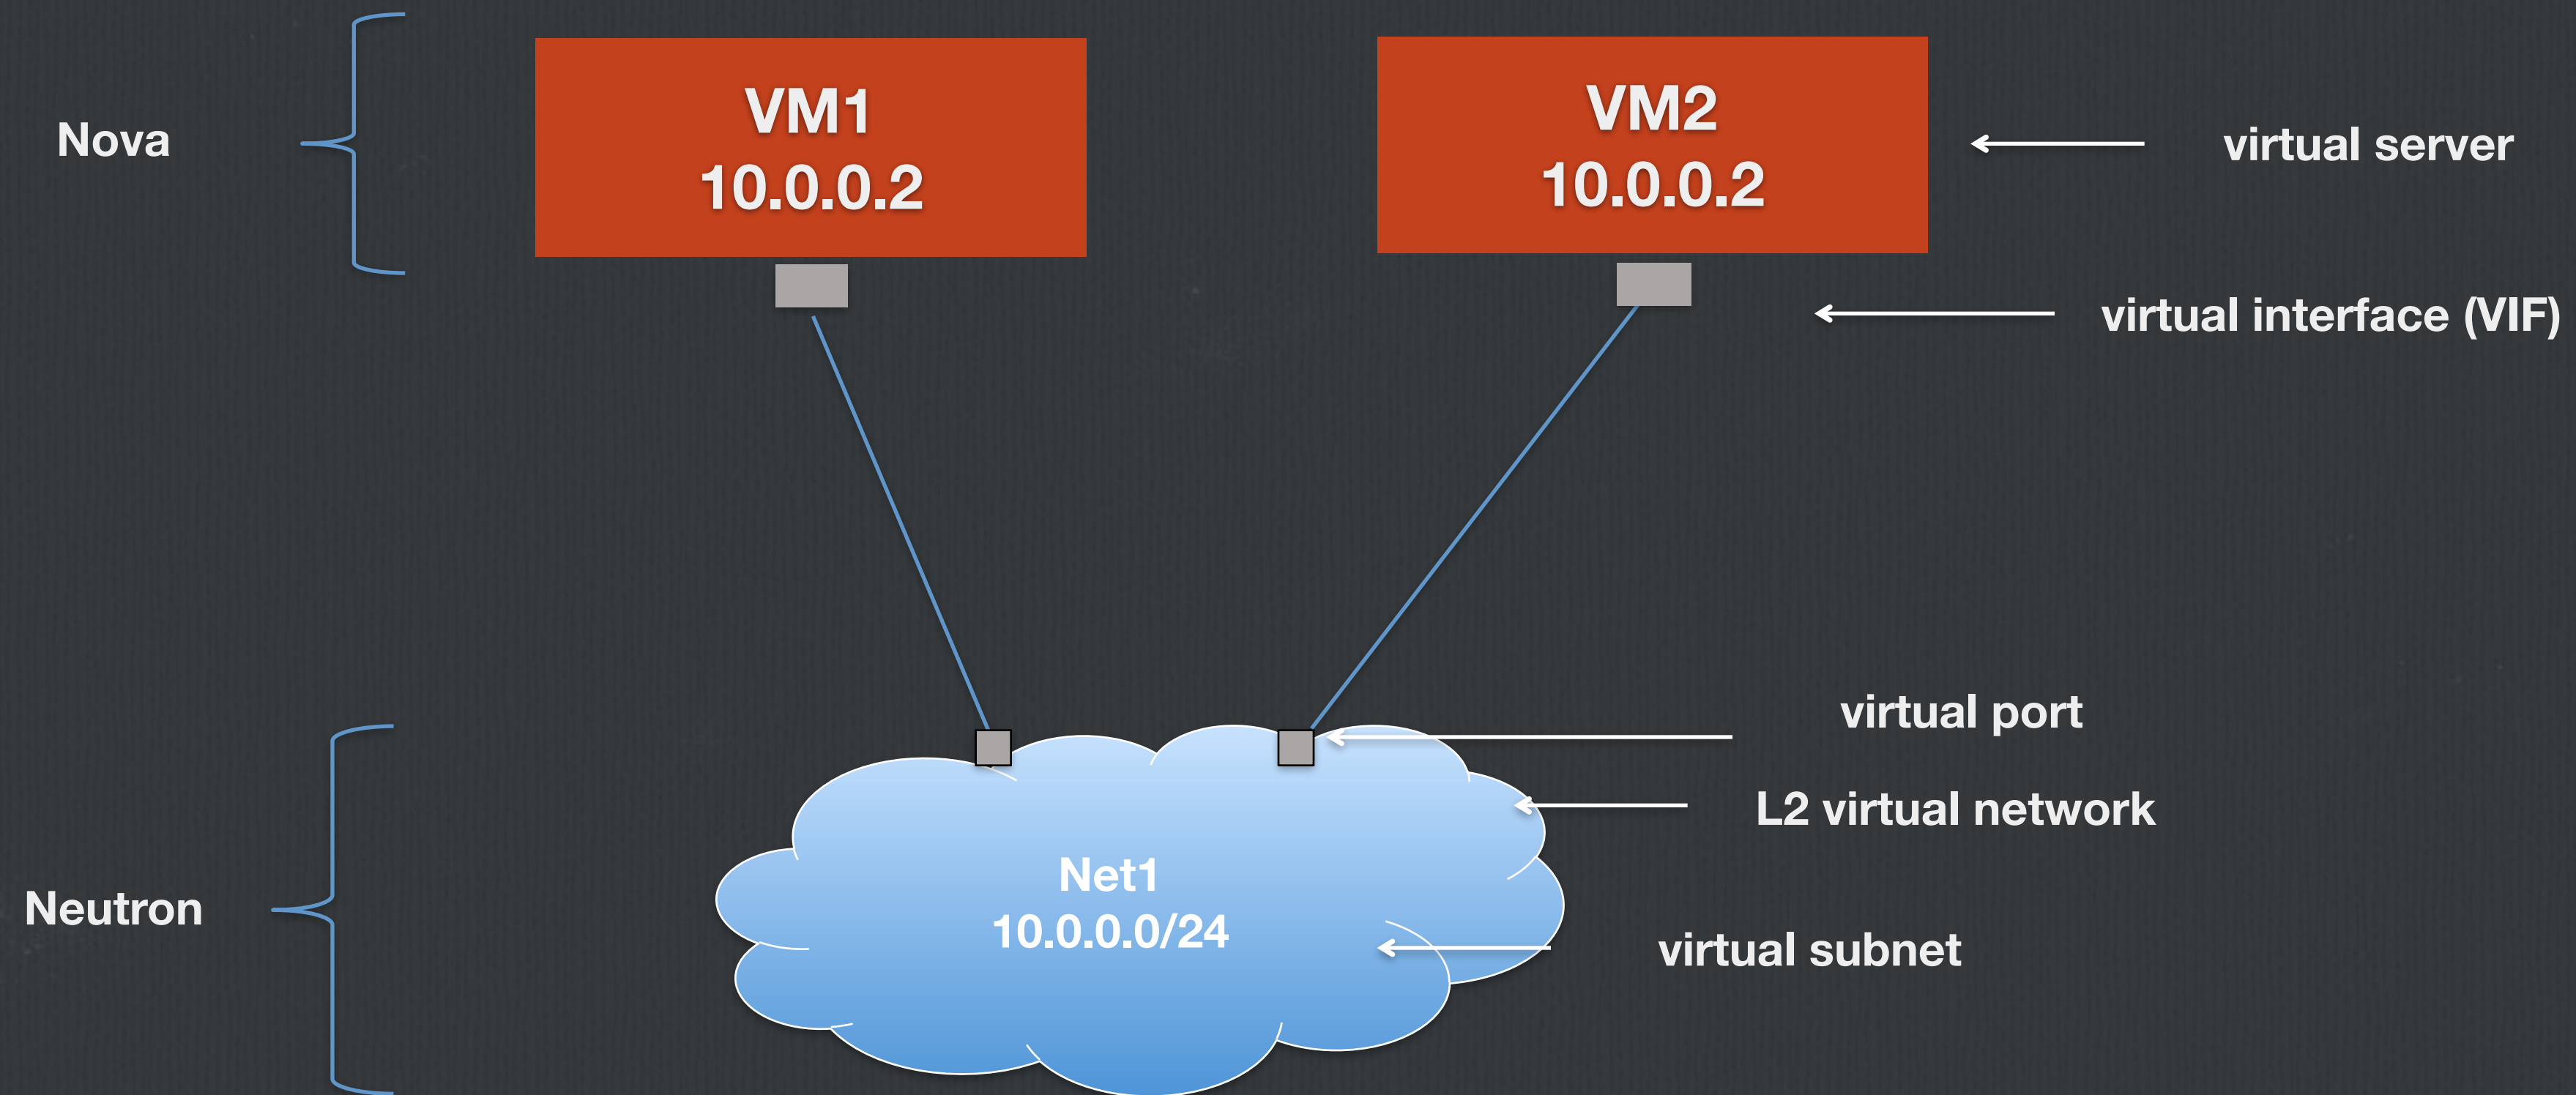 Nova
VM1
10.0.0.2
VM2
10.0.0.2
virtual server
virtual interface (VIF)
virtual port
L2 virtual network
Neutron
Net1
10.0.0.0/24
virtual subnet